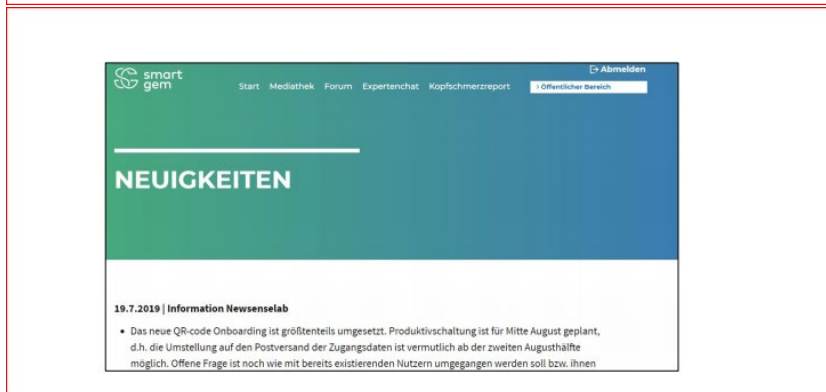 smart
gem
Abmelden
Start Mediathek Forum Expertenchat Kopfschmerzreport
› Öffentlicher Bereich
NEUIGKEITEN
19.7.2019 | Information Newsenselab
• Das neue QR-code Onboarding ist größtenteils umgesetzt. Produktivschaltung ist für Mitte August geplant,
d.h. die Umstellung auf den Postversand der Zugangsdaten ist vermutlich ab der zweiten Augusthälfte
möglich. Offene Frage ist noch wie mit bereits existierenden Nutzern umgegangen werden soll bzw. ihnen